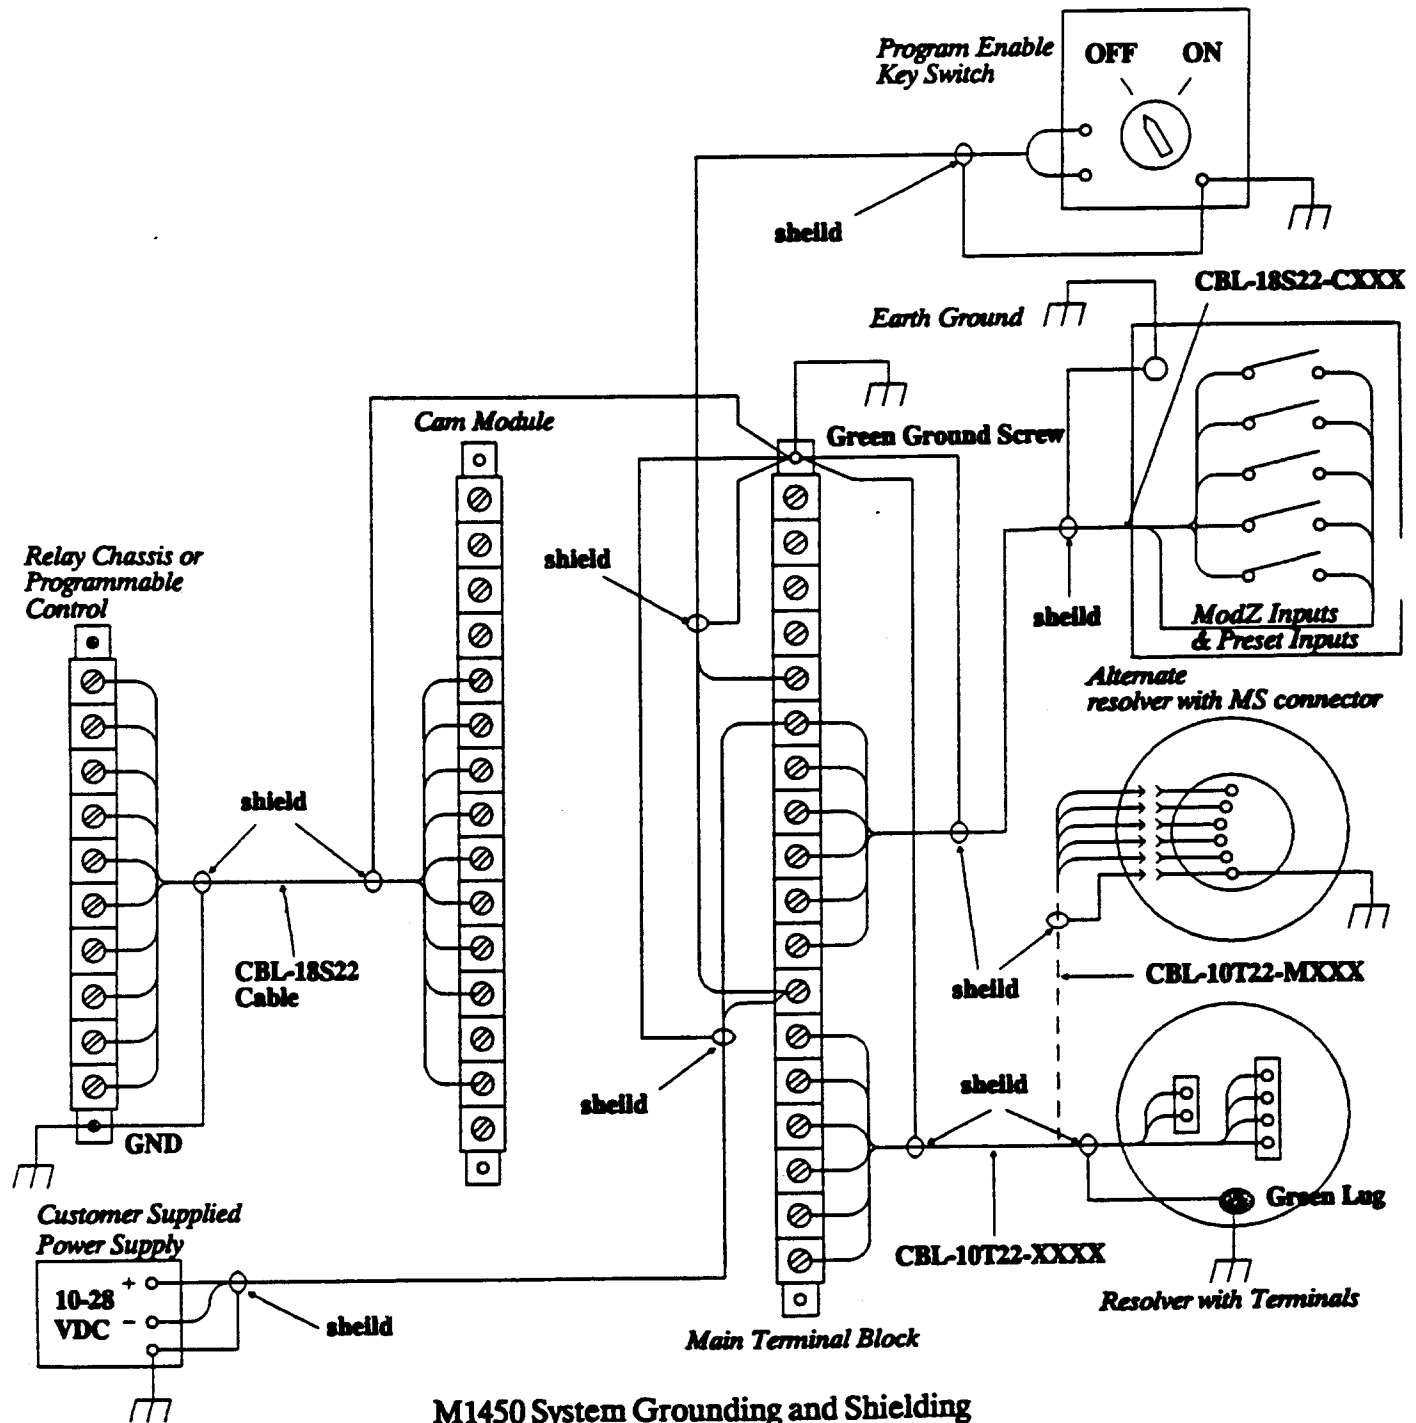 Program Enable
Key Switch
OFF
ON
sheild
CBL-18S22-CXXX
Earth Ground
Cam Module
Green Ground Screw
Relay Chassis or
Programmable
Control
shield
sheild
ModZ Inputs
& Preset Inputs
Alternate
resolver with MS connector
shield
CBL-18S22
Cable
sheild
CBL-10T22-MXXX
sheild
sheild
GND
Green Lug
Customer Supplied
Power Supply
+
10-28
VDC
-
sheild
CBL-10T22-XXXX
Resolver with Terminals
Main Terminal Block
M1450 System Grounding and Shielding